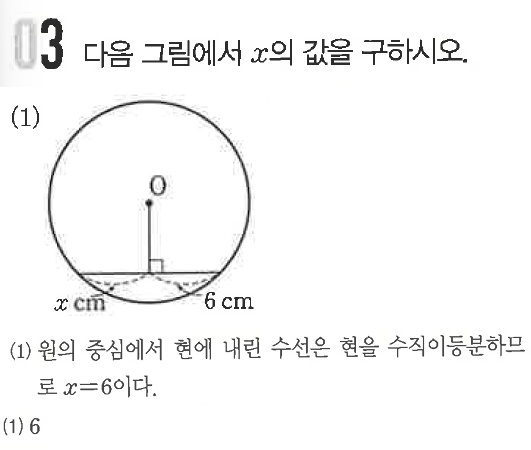 03 다음 그림에서 x의 값을 구하시오.
(1)
O
x cm
6 cm
(1) 원의 중심에서 현에 내린 수선은 현을 수직이등분하므
로 x=6이다.
(1) 6